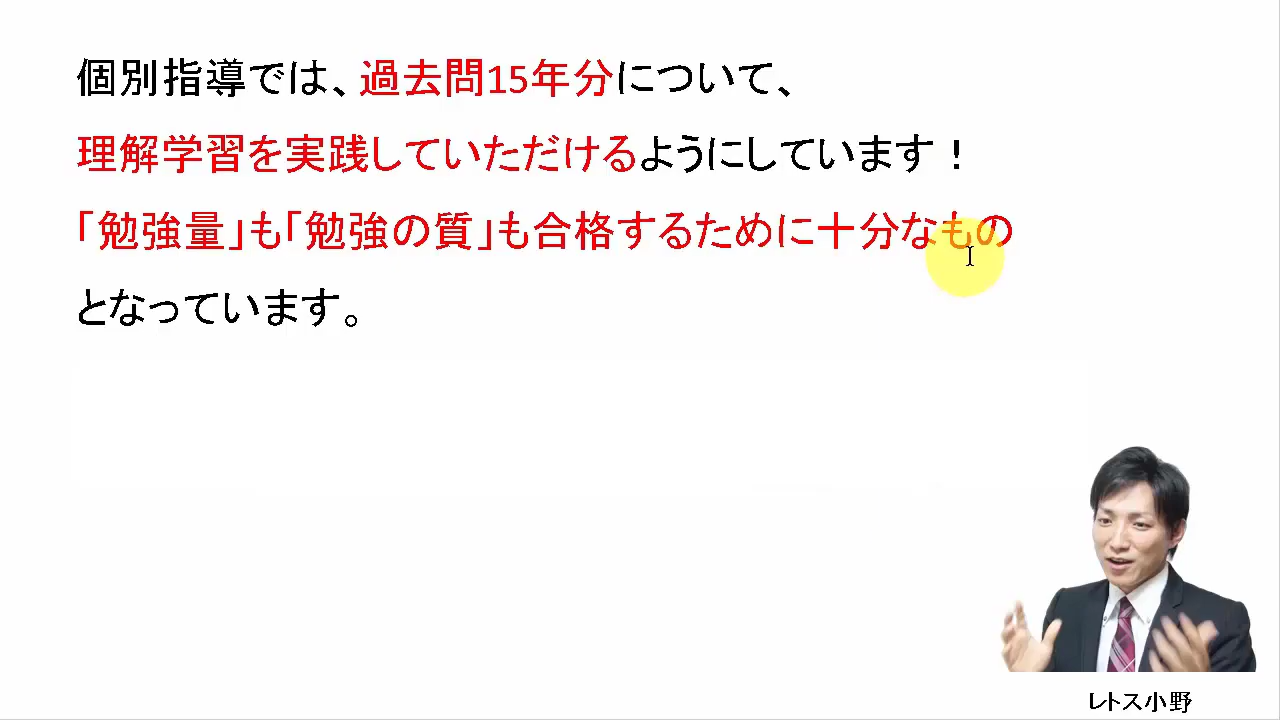 個別指導では、過去問15年分について、
理解学習を実践していただけるようにしています！
「勉強量」も「勉強の質」も合格するために十分なもの
となっています。
レトス小野